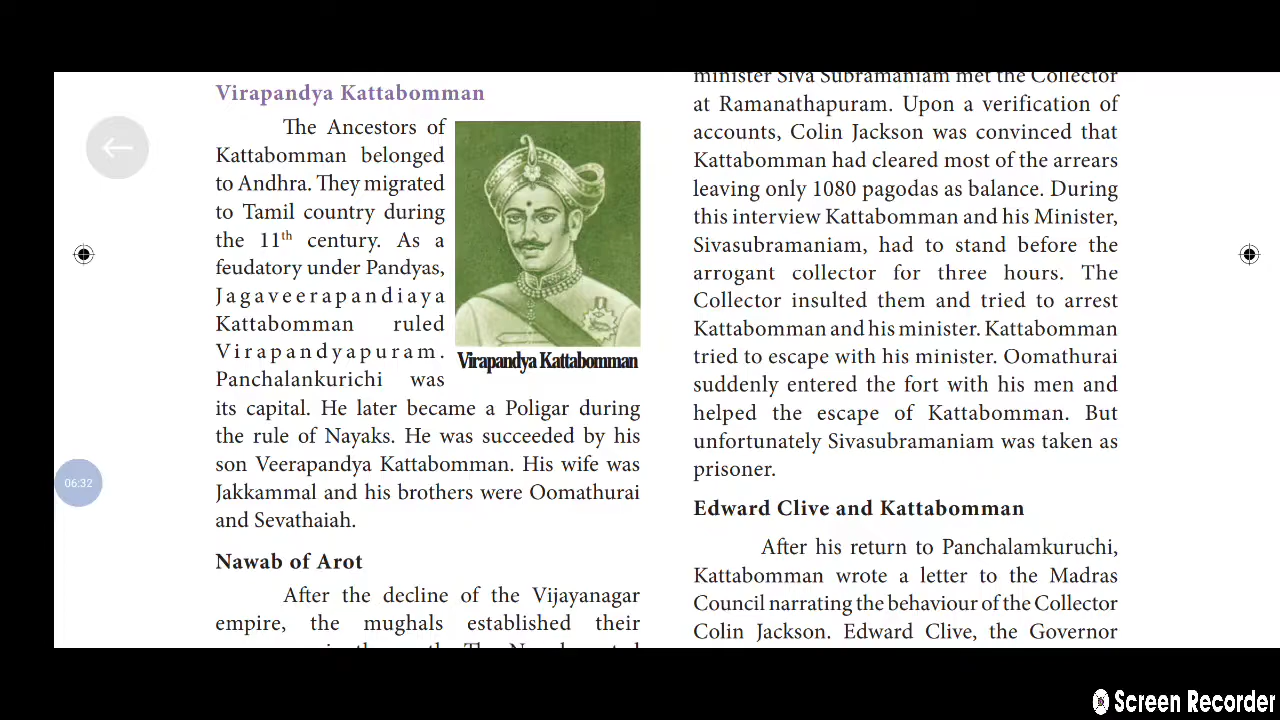 Virapandya Kattabomman
The Ancestors of
Kattabomman belonged
to Andhra. They migrated
to Tamil country during
the 11th century. As a
feudatory under Pandyas,
Jagaveerapandiaya
Kattabomman ruled
Virapandyapuram.
Panchalankurichi was
Virapandya Kattabomman
its capital. He later became a Poligar during
the rule of Nayaks. He was succeeded by his
son Veerapandya Kattabomman. His wife was
Jakkammal and his brothers were Oomathurai
and Sevathaiah.
Nawab of Arot
After the decline of the Vijayanagar
empire, the mughals established their
minister Siva Subramaniam met the Collector
at Ramanathapuram. Upon a verification of
accounts, Colin Jackson was convinced that
Kattabomman had cleared most of the arrears
leaving only 1080 pagodas as balance. During
this interview Kattabomman and his Minister,
Sivasubramaniam, had to stand before the
arrogant collector for three hours. The
Collector insulted them and tried to arrest
Kattabomman and his minister. Kattabomman
tried to escape with his minister. Oomathurai
suddenly entered the fort with his men and
helped the escape of Kattabomman. But
unfortunately Sivasubramaniam was taken as
prisoner.
Edward Clive and Kattabomman
After his return to Panchalamkuruchi,
Kattabomman wrote a letter to the Madras
Council narrating the behaviour of the Collector
Colin Jackson. Edward Clive, the Governor
06:32
Screen Recorder